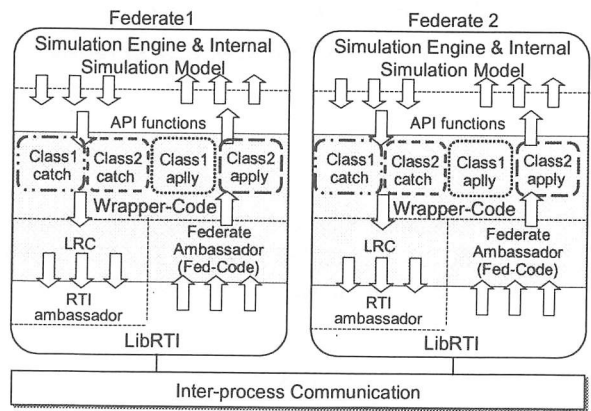 Federate1
Simulation Engine & Internal
Simulation Model
API functions
Class1
catch
Class2
catch
Class1
aplly
Class2
apply
Wrapper-Code
LRC
Federate
Ambassador
(Fed-Code)
RTI
ambassador
LibRTI
Federate 2
Simulation Engine & Internal
Simulation Model
API functions
Class1
catch
Class2
catch
Class1
aplly
Class2
apply
Wrapper-Code
LRC
Federate
Ambassador
(Fed-Code)
RTI
ambassador
LibRTI
Inter-process Communication